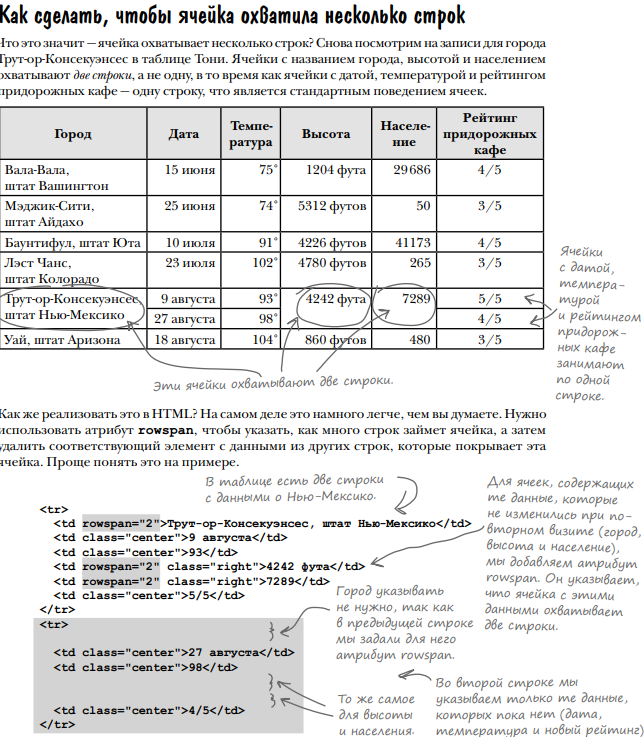 Как сделать, чтобы ячейка охватила несколько строк
Что это значит — ячейка охватывает несколько строк? Снова посмотрим на записи для города
Трут-ор-Консекуэнсес в таблице Тони. Ячейки с названием города, высотой и населением
охватывают две строки, а не одну, в то время как ячейки с датой, температурой и рейтингом
придорожных кафе — одну строку, что является стандартным поведением ячеек.
Город Дата Темпе- Высота Населе- Рейтинг
ратура ние придорожных
кафе
Вала-Вала, 15 июня 75° 1204 фута 29686 4/5
штат Вашингтон
Мэджик-Сити, 25 июня 74° 5312 футов 50 3/5
штат Айдахо
Баунтифул, штат Юта 10 июля 91° 4226 футов 41173 4/5
Лэст Чанс, 23 июля 102° 4780 футов 265 3/5
штат Колорадо
Трут-ор-Консекуэнсес, 9 августа 93° 4242 фута 7289 5/5
штат Нью-Мексико 27 августа 98° 4/5
Уай, штат Аризона 18 августа 104° 860 футов 480 3/5
Ячейки
с датой,
темпера-
турой
и рейтингом
придорож-
ных кафе
занимают
по одной
строке.
Эти ячейки охватывают две строки.
Как же реализовать это в HTML? На самом деле это намного легче, чем вы думаете. Нужно
использовать атрибут rowspan, чтобы указать, как много строк займет ячейка, а затем
удалить соответствующий элемент с данными из других строк, которые покрывает эта
ячейка. Проще понять это на примере.
В таблице есть две строки
с данными о Нью-Мексико.
<tr>
<td rowspan="2">Трут-ор-Консекуэнсес, штат Нью-Мексико</td>
<td class="center">9 августа</td>
<td class="center">93</td>
<td rowspan="2" class="right">4242 фута</td>
<td rowspan="2" class="right">7289</td>
<td class="center">5/5</td>
</tr>
<tr>
<td class="center">27 августа</td>
<td class="center">98</td>
<td class="center">4/5</td>
</tr>
Для ячеек, содержащих
те данные, которые
не изменились при по-
вторном визите (город,
высота и население),
мы добавляем атрибут
rowspan. Он указывает,
что ячейка с этими
данными охватывает
две строки.
Город указывать
не нужно, так как
в предыдущей строке
мы задали для него
атрибут rowspan.
То же самое
для высоты
и населения.
Во второй строке мы
указываем только те данные,
которых пока нет (дата,
температура и новый рейтинг)